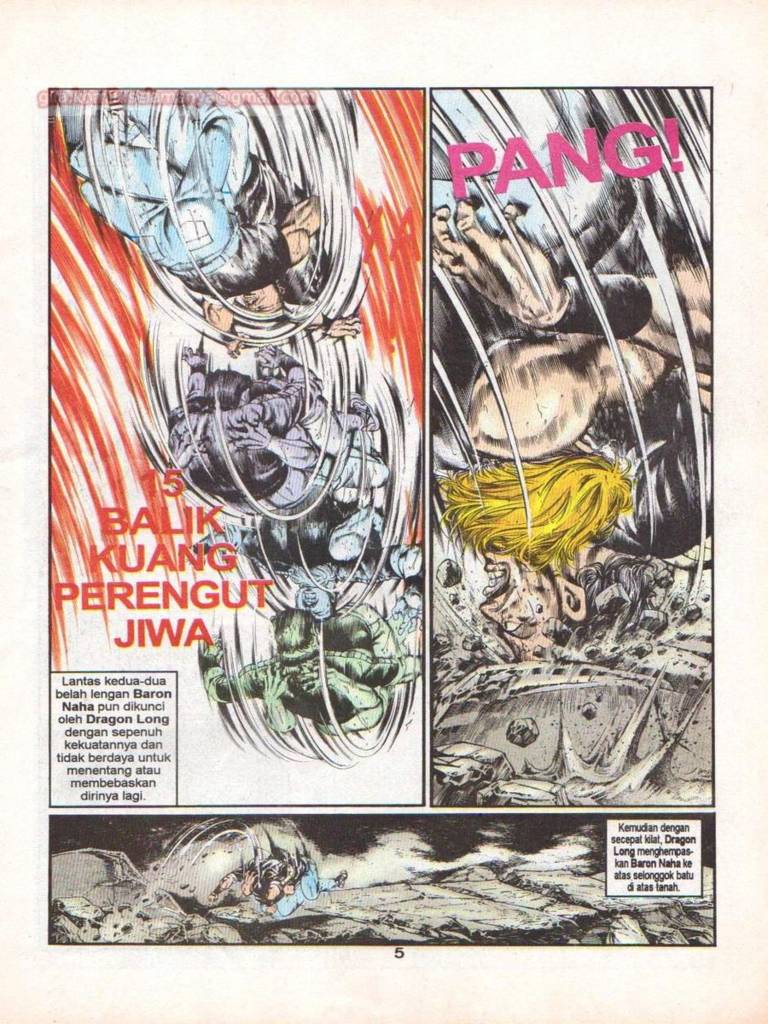 15
BALIK
KUANG
PERENGUT
JIWA
Lantas kedua-dua
belah lengan Baron
Naha pun dikunci
oleh Dragon Long
dengan sepenuh
kekuatannya dan
tidak berdaya untuk
menentang atau
membebaskan
dirinya lagi.
PANG!
Kemudian dengan
secepat kilat, Dragon
Long menghempas-
kan Baron Naha ke
atas selonggok batu
di atas tanah.
5